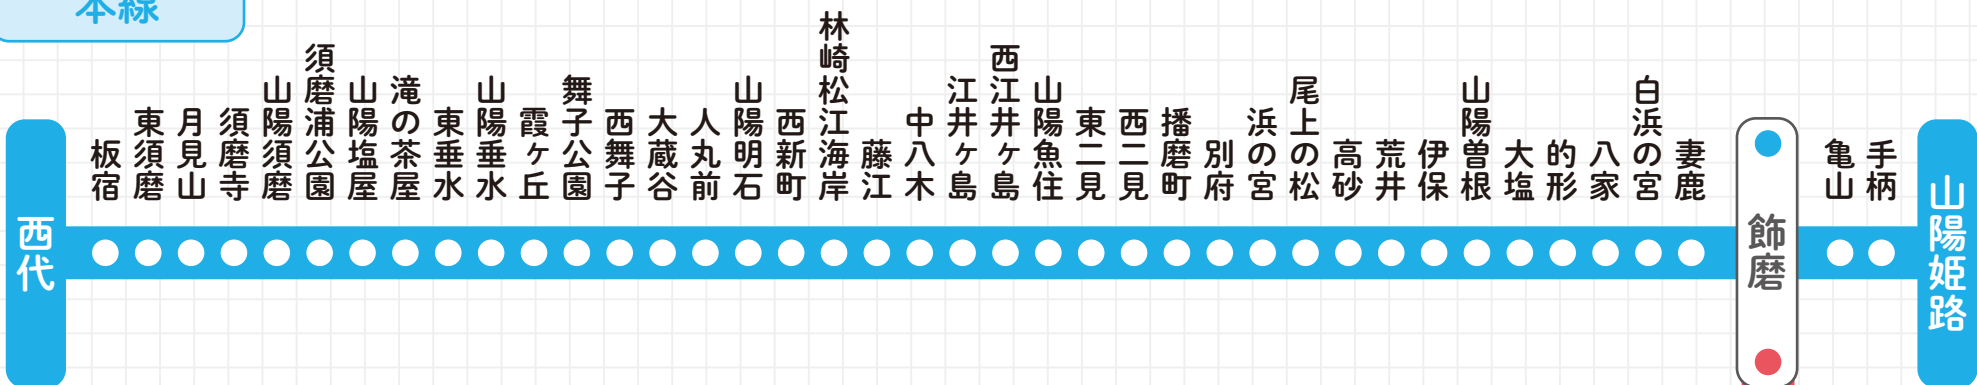 本線
西代
板宿
東須磨
月見山
須磨寺
山陽須磨
須磨浦公園
山陽塩屋
滝の茶屋
東垂水
山陽垂水
霞ヶ丘
舞子公園
西舞子
大蔵谷
人丸前
山陽明石
西新町
林崎松江海岸
藤江
中八木
江井ヶ島
西江井ヶ島
山陽魚住
東二見
西二見
播磨町
別府
浜の宮
尾上の松
高砂
荒井
伊保
山陽曽根
大塩
的形
八家
白浜の宮
妻鹿
飾磨
亀山
手柄
山陽姫路